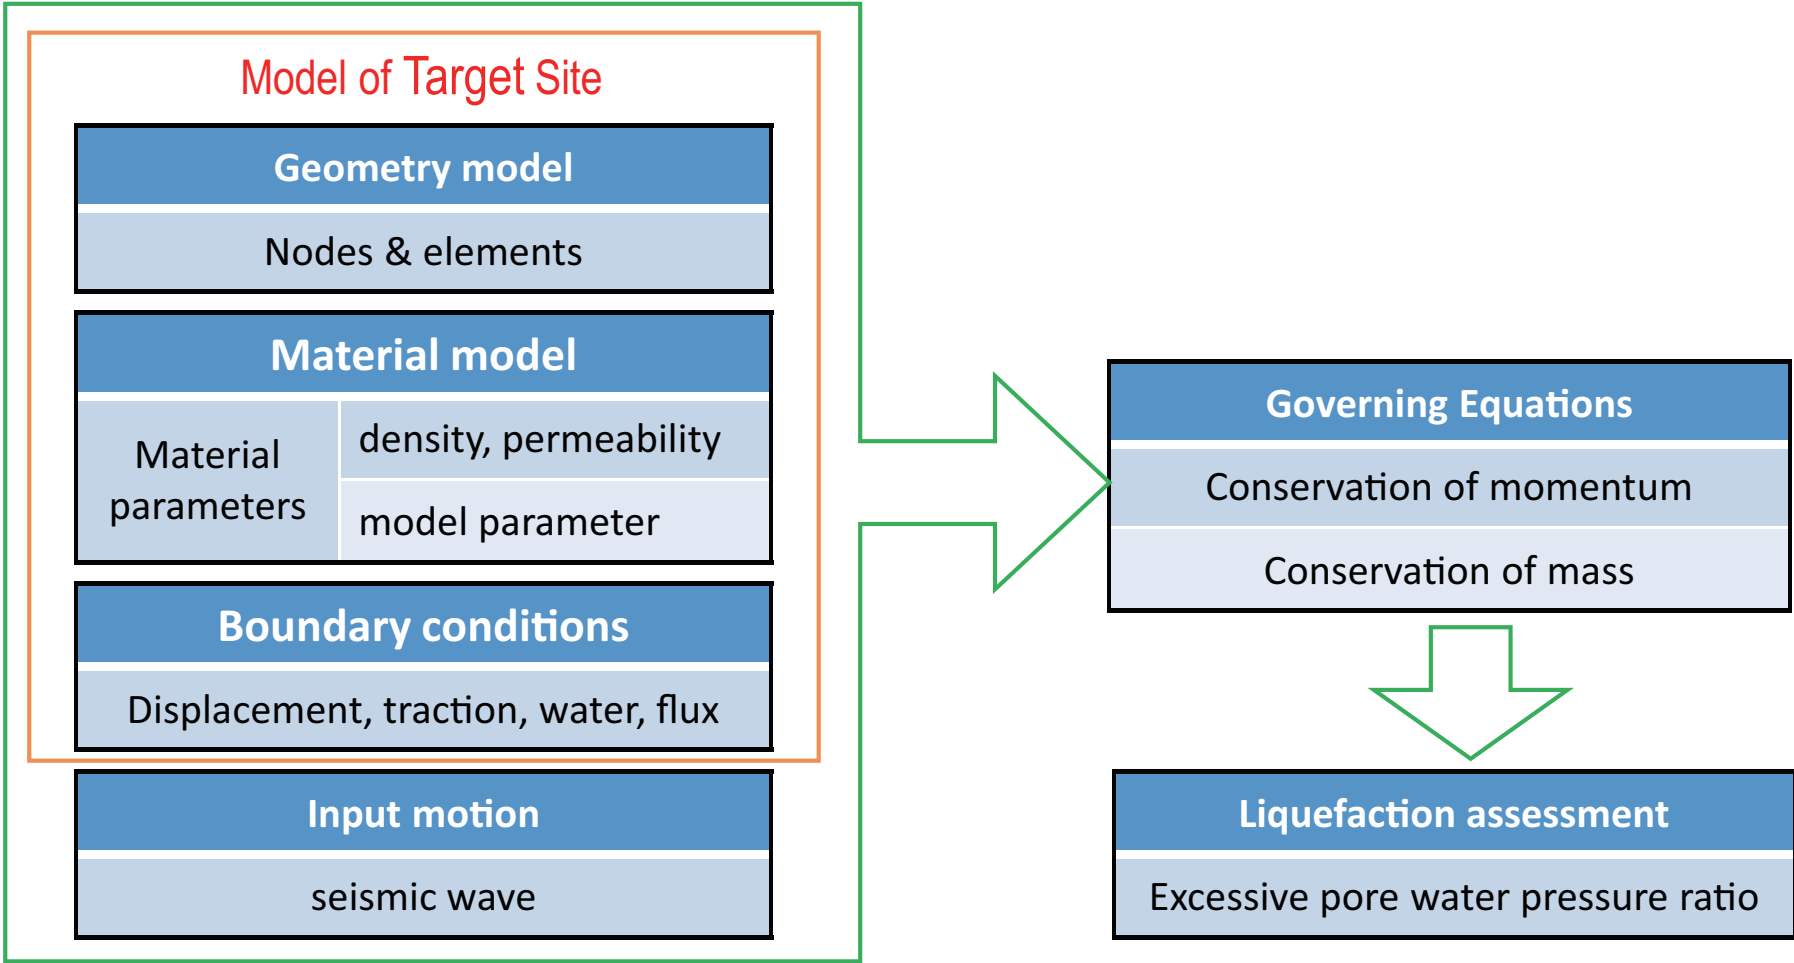 Model of Target Site
Geometry model
Nodes & elements
Material model
Material
parameters
density, permeability
model parameter
Boundary conditions
Displacement, traction, water, flux
Input motion
seismic wave
Governing Equations
Conservation of momentum
Conservation of mass
Liquefaction assessment
Excessive pore water pressure ratio